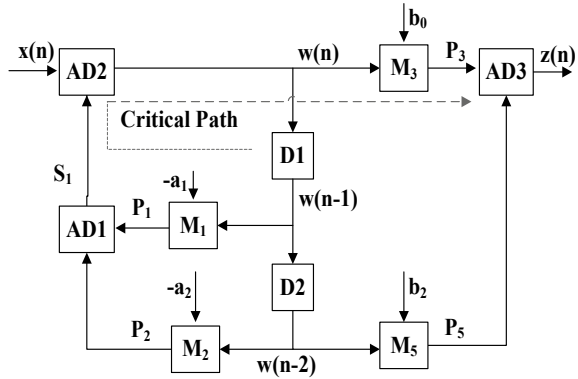 b₀
x(n) w(n) P₃ z(n)
AD2 M₃ AD3
Critical Path
D1
S₁ -a₁ w(n-1)
P₁
AD1 M₁
D2
-a₂ b₂
P₂ P₅
M₂ M₅
w(n-2)